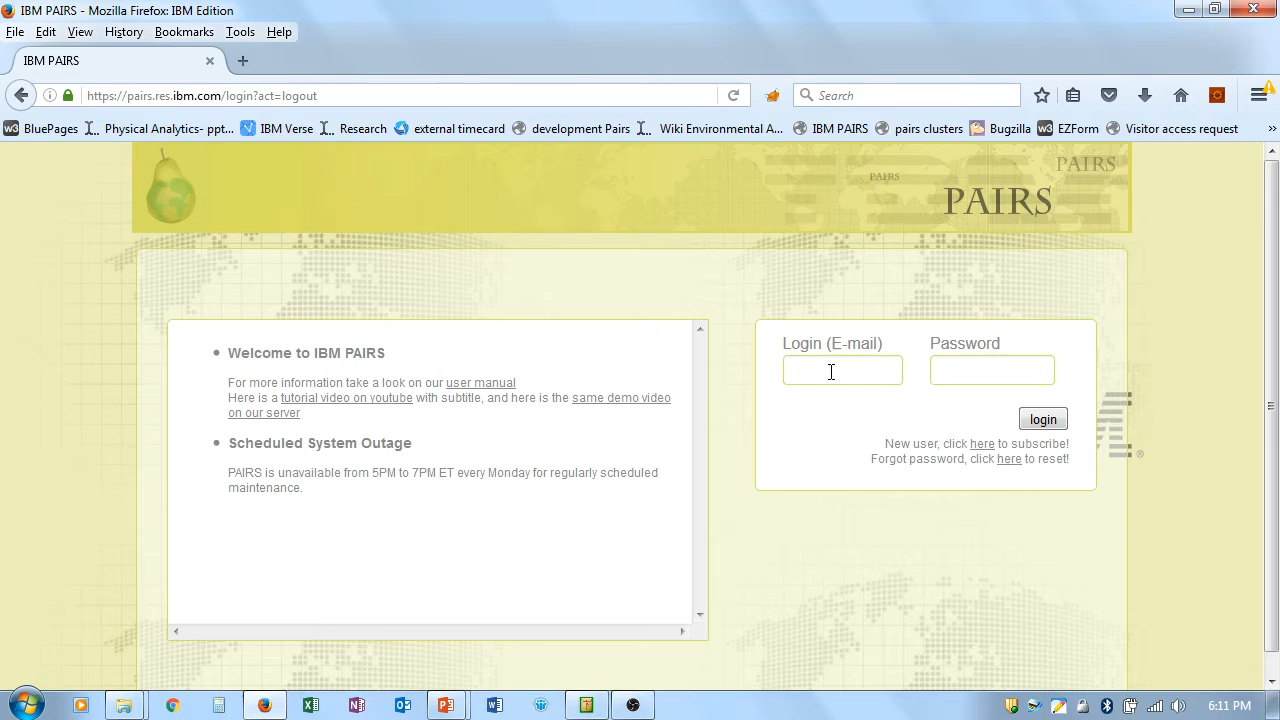 IBM PAIRS - Mozilla Firefox: IBM Edition
File Edit View History Bookmarks Tools Help
IBM PAIRS
https://pairs.res.ibm.com/login?act=logout
Search
BluePages Physical Analytics- ppt... IBM Verse Research external timecard development Pairs Wiki Environmental A... IBM PAIRS pairs clusters Bugzilla w3 EZForm Visitor access request
PAIRS
PAIRS
PAIRS
Welcome to IBM PAIRS
For more information take a look on our user manual
Here is a tutorial video on youtube with subtitle, and here is the same demo video
on our server
Scheduled System Outage
PAIRS is unavailable from 5PM to 7PM ET every Monday for regularly scheduled
maintenance.
Login (E-mail) Password
login
New user, click here to subscribe!
Forgot password, click here to reset!
6:11 PM